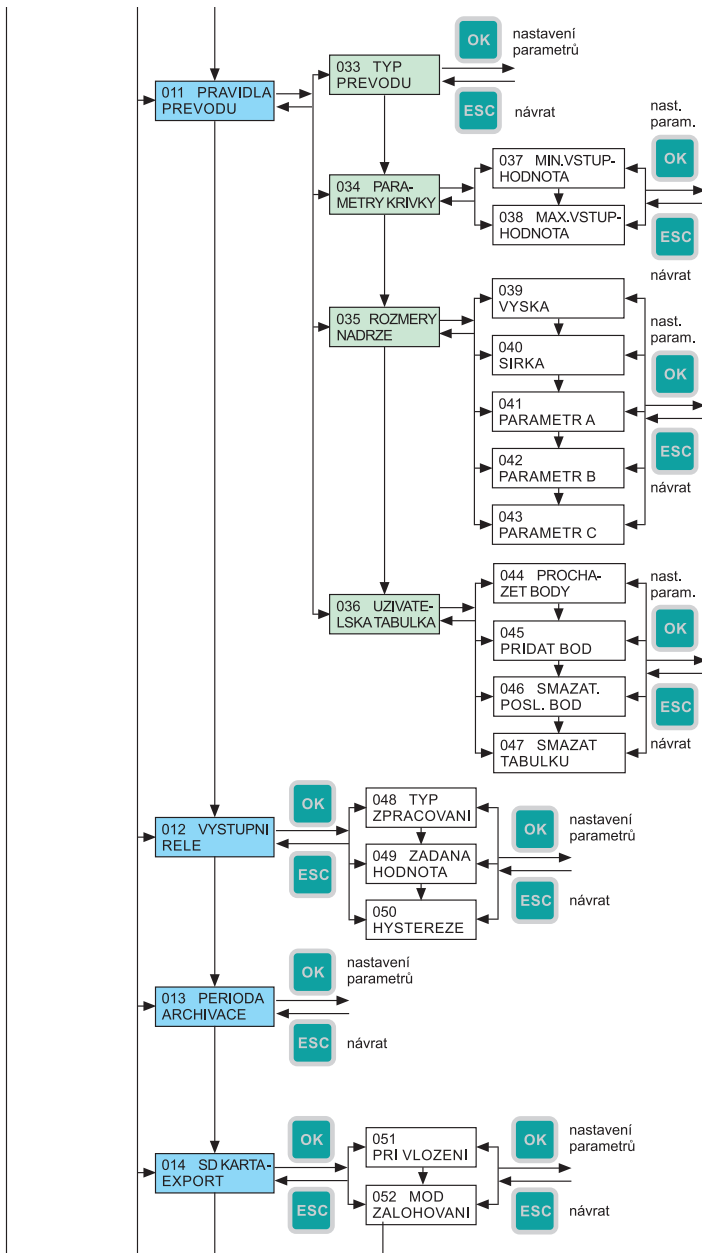 OK
nastavení
parametrů
033 TYP
PREVODU
011 PRAVIDLA
PREVODU
ESC
návrat
nast.
param.
037 MIN.VSTUP-
HODNOTA
OK
034 PARA-
METRY KRIVKY
038 MAX.VSTUP-
HODNOTA
ESC
návrat
039
VYSKA
035 ROZMERY
NADRZE
nast.
param.
040
SIRKA
OK
041
PARAMETR A
ESC
042
PARAMETR B
návrat
043
PARAMETR C
044 PROCHA-
ZET BODY
nast.
param.
036 UZIVATE-
LSKA TABULKA
045
PRIDAT BOD
OK
046 SMAZAT.
POSL. BOD
ESC
047 SMAZAT
TABULKU
návrat
OK
048 TYP
ZPRACOVANI
012 VYSTUPNI
RELE
OK
nastavení
parametrů
ESC
049 ZADANA
HODNOTA
050
HYSTEREZE
ESC
návrat
OK
nastavení
parametrů
013 PERIODA
ARCHIVACE
ESC
návrat
OK
051
PRI VLOZENI
OK
nastavení
parametrů
014 SD KARTA-
EXPORT
ESC
052 MOD
ZALOHOVANI
ESC
návrat